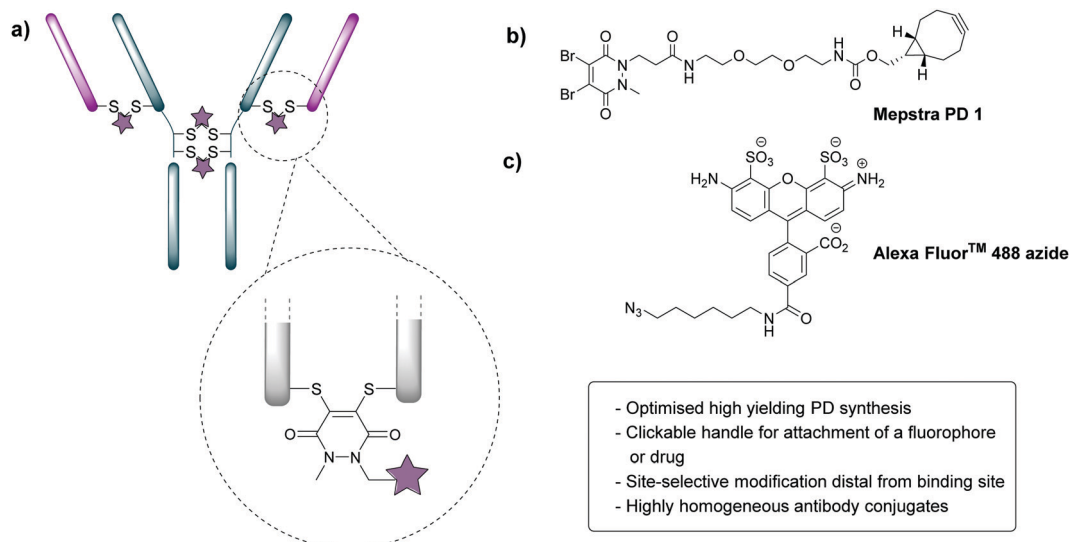 a)
S S
S S
S S
S S
S S
O
O
N
N
b)
Br
Br
O
O
N
N
O
N
H
O
O
H
N
O
O
H
H
Mepstra PD 1
c)
⊖
SO3
⊖
SO3
H2N
O
⊕
NH2
⊖
CO2
Alexa Fluor™ 488 azide
N3
N
H
O
- Optimised high yielding PD synthesis
- Clickable handle for attachment of a fluorophore
or drug
- Site-selective modification distal from binding site
- Highly homogeneous antibody conjugates